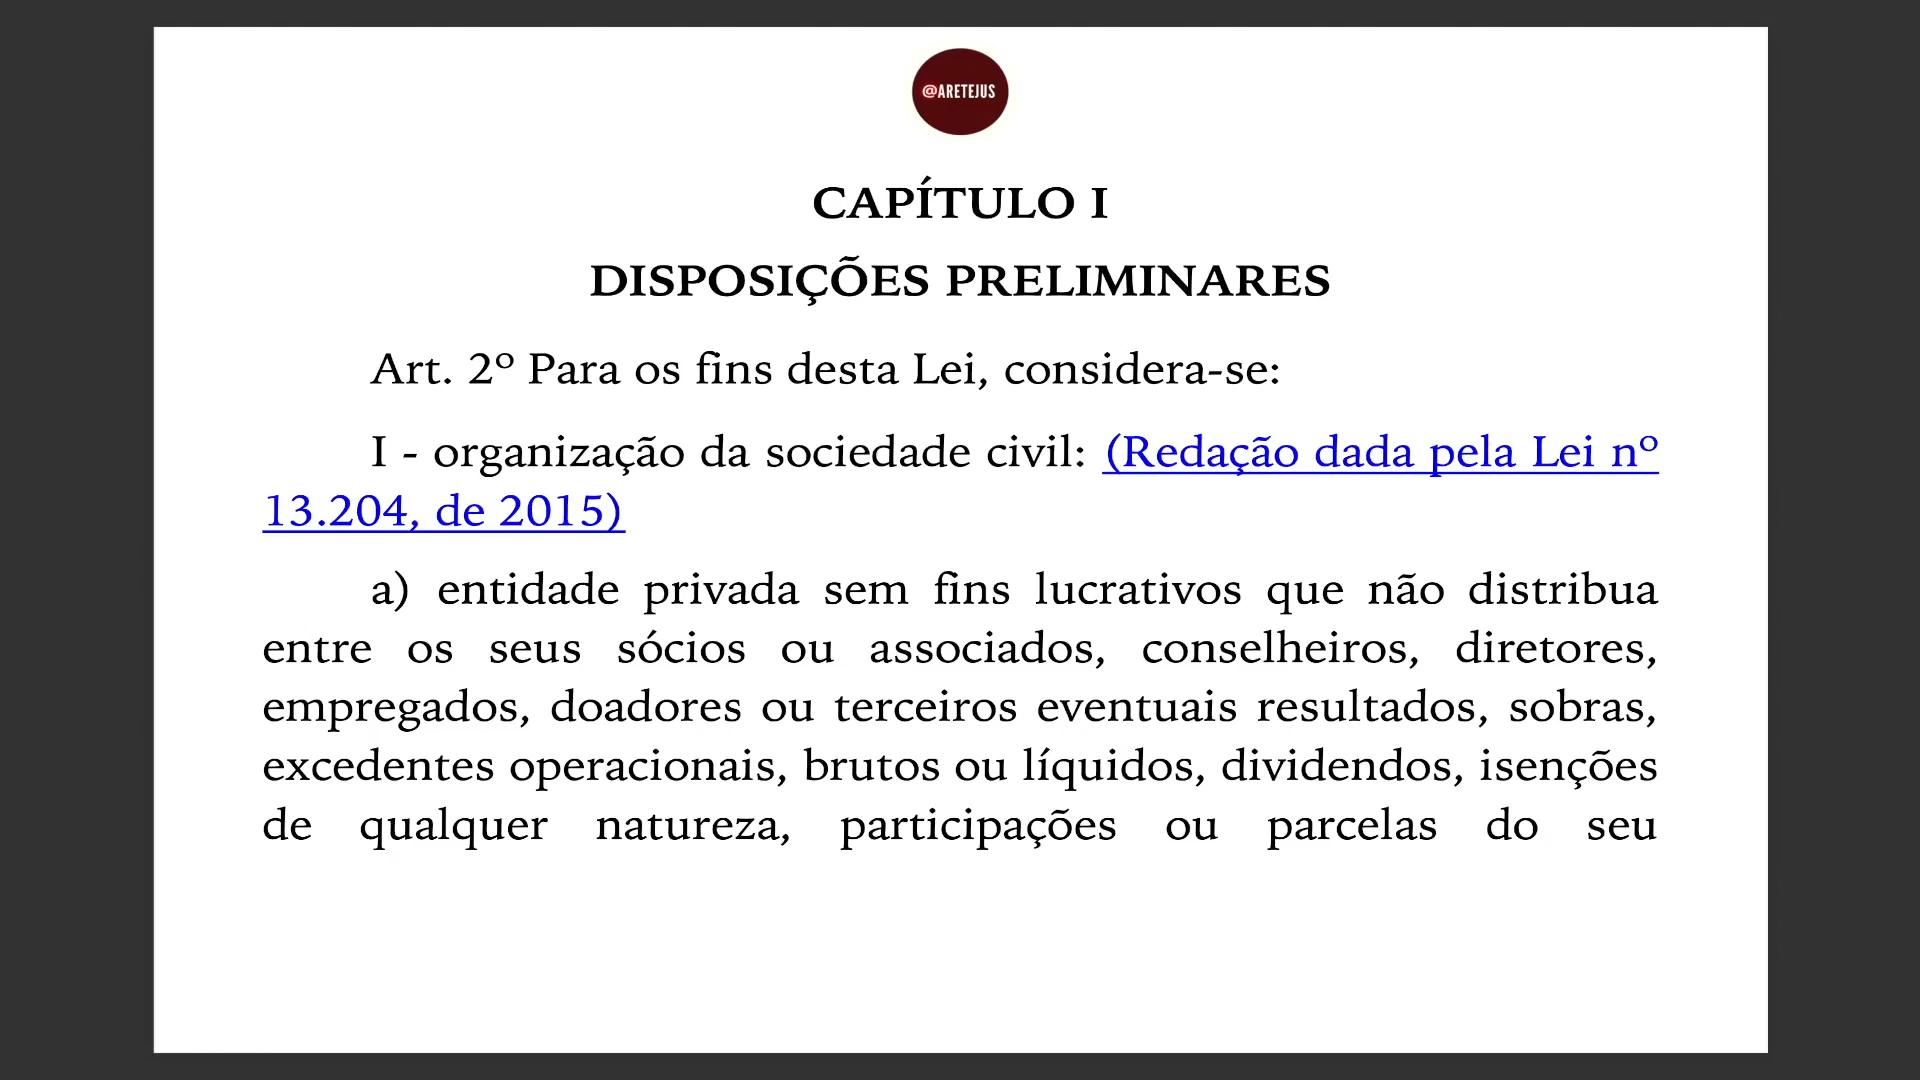 @ARETEJUS
CAPÍTULO I
DISPOSIÇÕES PRELIMINARES
Art. 2º Para os fins desta Lei, considera-se:
I - organização da sociedade civil: (Redação dada pela Lei nº
13.204, de 2015)
a) entidade privada sem fins lucrativos que não distribua
entre os seus sócios ou associados, conselheiros, diretores,
empregados, doadores ou terceiros eventuais resultados, sobras,
excedentes operacionais, brutos ou líquidos, dividendos, isenções
de qualquer natureza, participações ou parcelas do seu